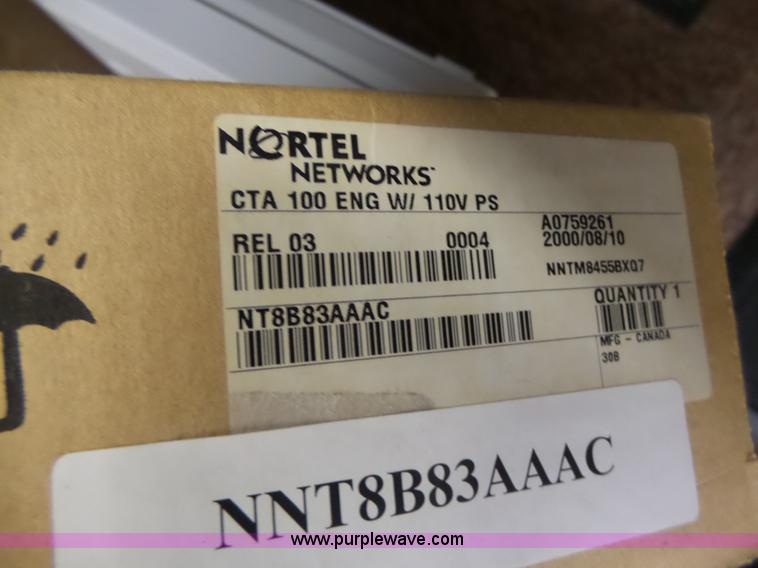 NORTEL
NETWORKS™
CTA 100 ENG W/ 110V PS
REL 03 0004
A0759261
2000/08/10
NNTM8455BXQ7
NT8B83AAAC
QUANTITY 1
MFG - CANADA
30B
NNT8B83AAAC
www.purplewave.com